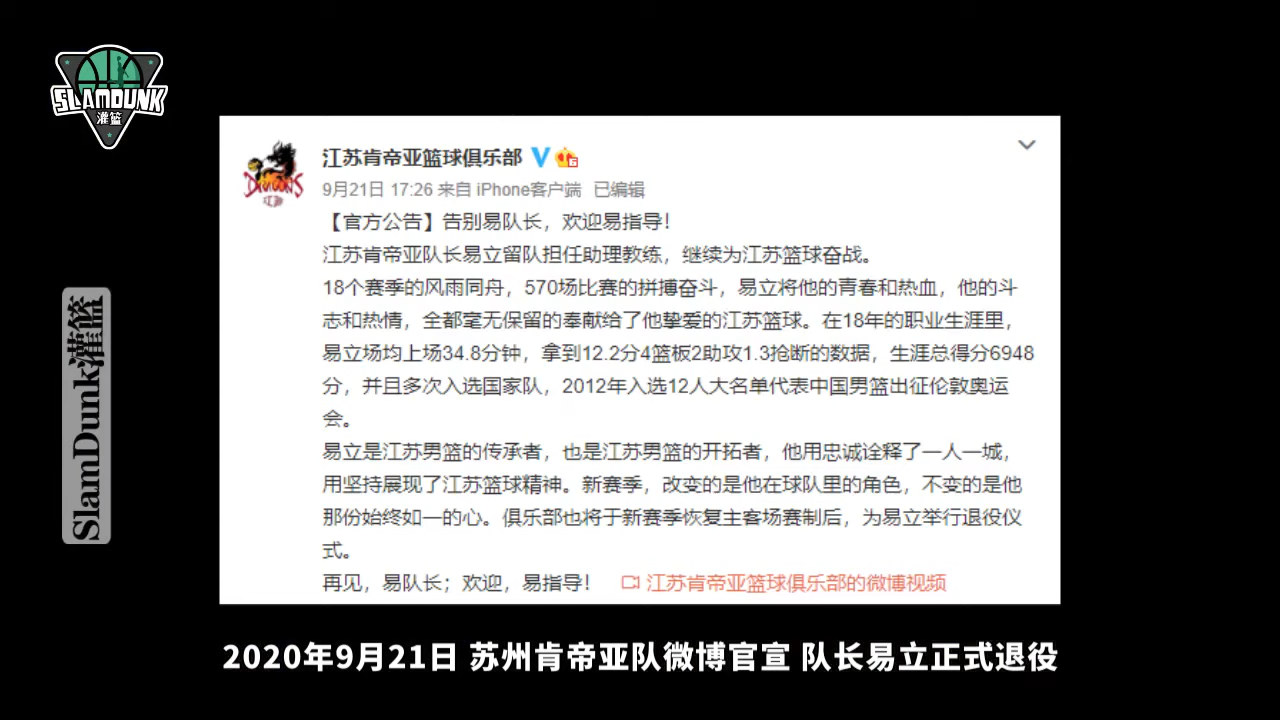 SLAMDUNK
灌篮
江苏肯帝亚篮球俱乐部
9月21日 17:26 来自 iPhone客户端 已编辑
DRAGONS
【官方公告】告别易队长，欢迎易指导！
江苏肯帝亚队长易立留队担任助理教练，继续为江苏篮球奋战。
18个赛季的风雨同舟，570场比赛的拼搏奋斗，易立将他的青春和热血，他的斗
志和热情，全都毫无保留的奉献给了他挚爱的江苏篮球。在18年的职业生涯里，
易立场均上场34.8分钟，拿到12.2分4篮板2助攻1.3抢断的数据，生涯总得分6948
分，并且多次入选国家队，2012年入选12人大名单代表中国男篮出征伦敦奥运
会。
易立是江苏男篮的传承者，也是江苏男篮的开拓者，他用忠诚诠释了一人一城，
用坚持展现了江苏篮球精神。新赛季，改变的是他在球队里的角色，不变的是他
那份始终如一的心。俱乐部也将于新赛季恢复主客场赛制后，为易立举行退役仪
式。
再见，易队长；欢迎，易指导！ 江苏肯帝亚篮球俱乐部的微博视频
SlamDunk灌篮
2020年9月21日 苏州肯帝亚队微博官宣 队长易立正式退役